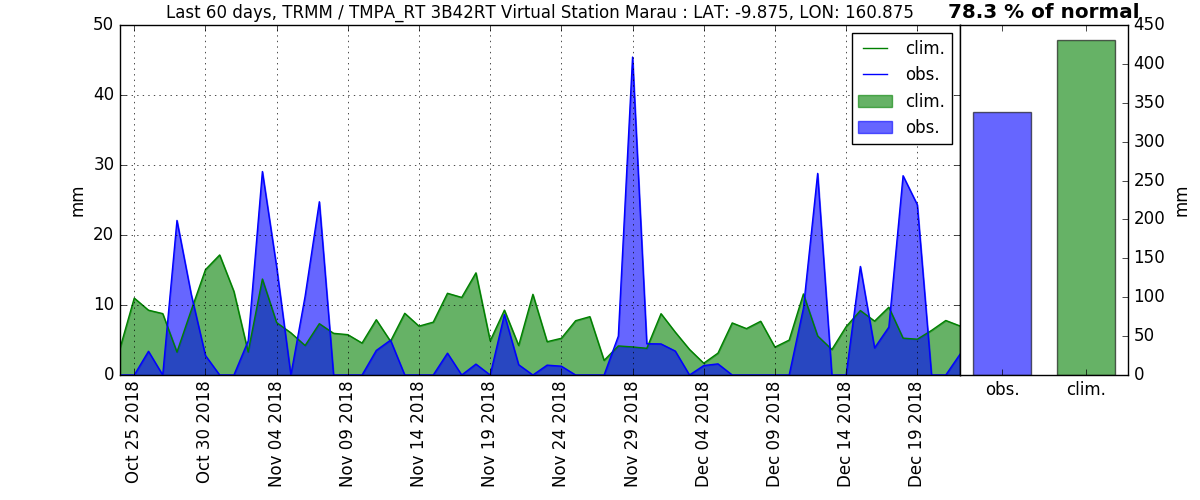 Last 60 days, TRMM / TMPA_RT 3B42RT Virtual Station Marau : LAT: -9.875, LON: 160.875
78.3 % of normal
50
40
30
20
10
0
mm
clim.
obs.
clim.
obs.
450
400
350
300
250
200
150
100
50
0
mm
obs.
clim.
Oct 25 2018
Oct 30 2018
Nov 04 2018
Nov 09 2018
Nov 14 2018
Nov 19 2018
Nov 24 2018
Nov 29 2018
Dec 04 2018
Dec 09 2018
Dec 14 2018
Dec 19 2018